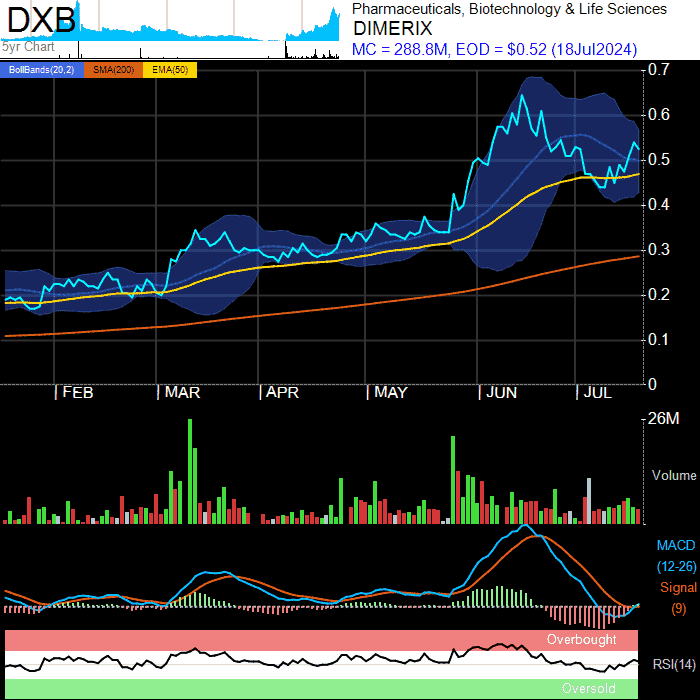 DXB
Pharmaceuticals, Biotechnology & Life Sciences
DIMERIX
5yr Chart
MC = 288.8M, EOD = $0.52 (18Jul2024)
BollBands(20,2) SMA(200) EMA(50)
0.7
0.6
0.5
0.4
0.3
0.2
0.1
0
FEB MAR APR MAY JUN JUL
26M
Volume
MACD
(12-26)
Signal
(9)
Overbought
RSI(14)
Oversold